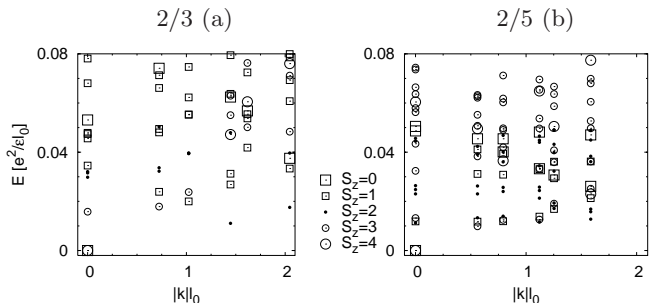 2/3 (a)
2/5 (b)
E [e²/εl₀]
0.08
0.04
0
0
1
2
|k|l₀
S_z=0
S_z=1
S_z=2
S_z=3
S_z=4
0.08
0.04
0
0
1
2
|k|l₀